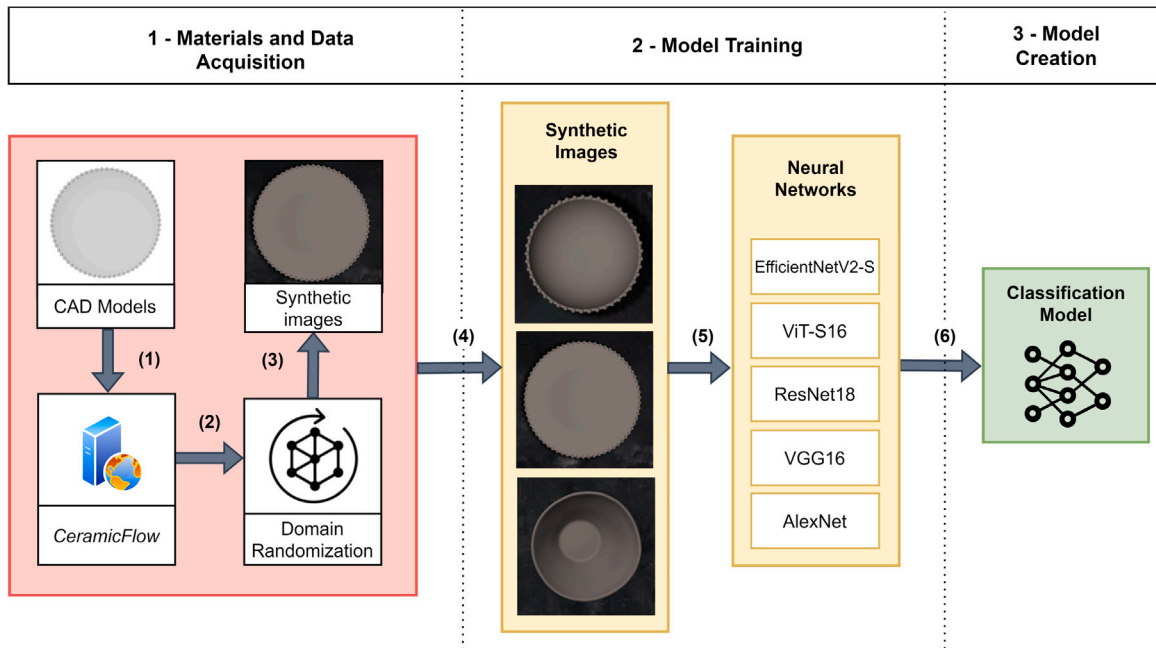 1 - Materials and Data
Acquisition
2 - Model Training
3 - Model
Creation
CAD Models
Synthetic
images
(1)
(3)
CeramicFlow
(2)
Domain
Randomization
(4)
Synthetic
Images
(5)
Neural
Networks
EfficientNetV2-S
ViT-S16
ResNet18
VGG16
AlexNet
(6)
Classification
Model